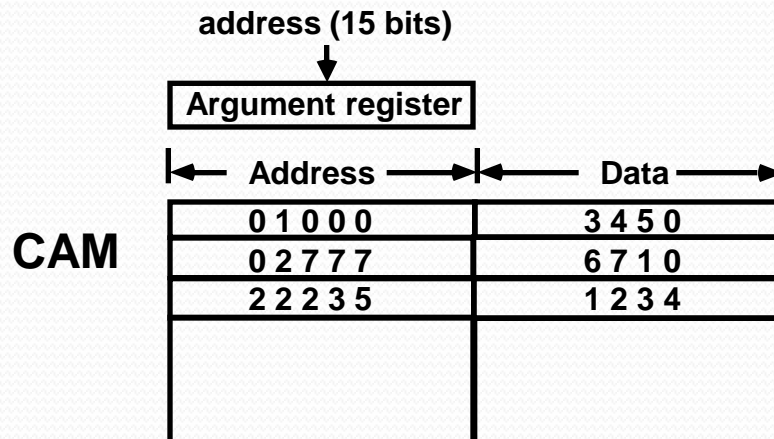 address (15 bits)
Argument register
Address Data
0 1 0 0 0 3 4 5 0
CAM
0 2 7 7 7 6 7 1 0
2 2 2 3 5 1 2 3 4